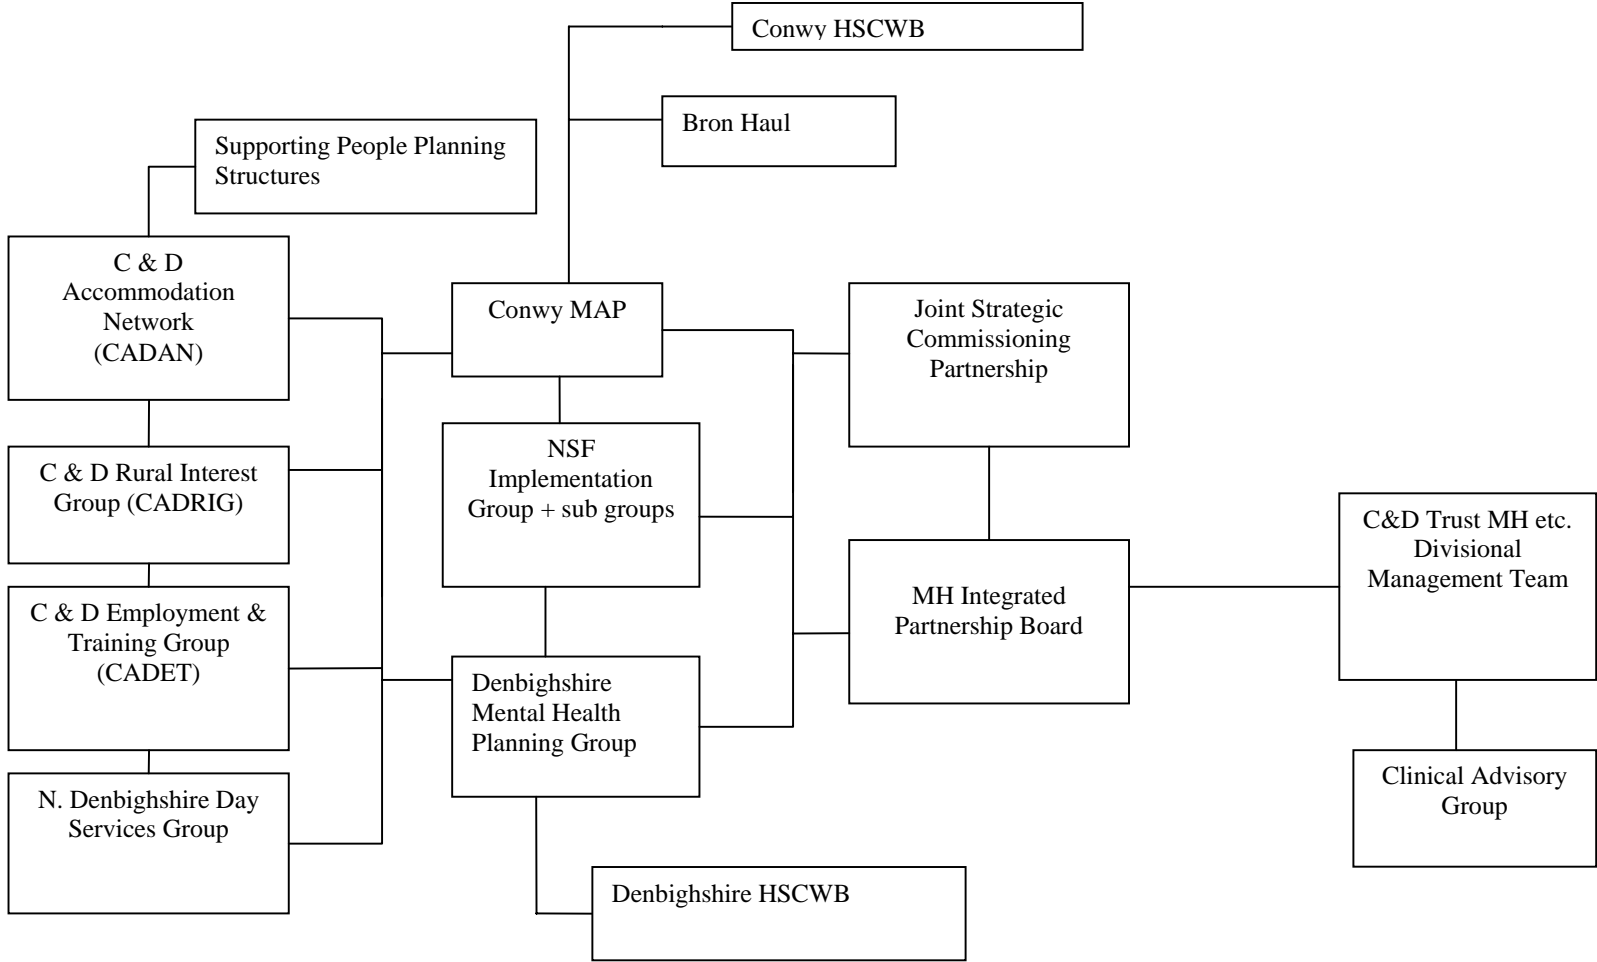 Conwy HSCWB
Bron Haul
Supporting People Planning
Structures
C & D
Accommodation
Network
(CADAN)
Conwy MAP
Joint Strategic
Commissioning
Partnership
C & D Rural Interest
Group (CADRIG)
NSF
Implementation
Group + sub groups
C&D Trust MH etc.
Divisional
Management Team
C & D Employment &
Training Group
(CADET)
MH Integrated
Partnership Board
Denbighshire
Mental Health
Planning Group
N. Denbighshire Day
Services Group
Clinical Advisory
Group
Denbighshire HSCWB